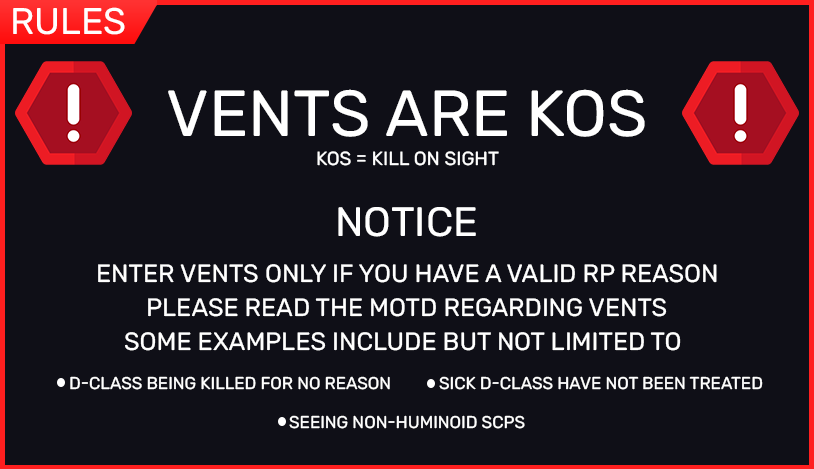 RULES
VENTS ARE KOS
KOS = KILL ON SIGHT
NOTICE
ENTER VENTS ONLY IF YOU HAVE A VALID RP REASON
PLEASE READ THE MOTD REGARDING VENTS
SOME EXAMPLES INCLUDE BUT NOT LIMITED TO
• D-CLASS BEING KILLED FOR NO REASON • SICK D-CLASS HAVE NOT BEEN TREATED
• SEEING NON-HUMINOID SCPS